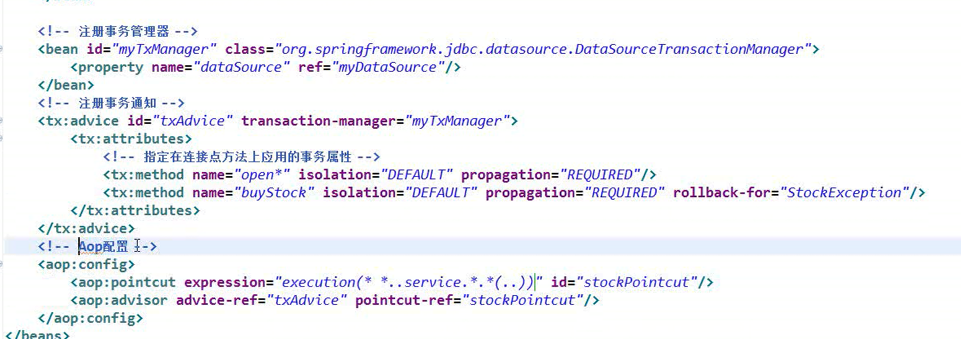 <!-- 注册事务管理器 -->
<bean id="myTxManager" class="org.springframework.jdbc.datasource.DataSourceTransactionManager">
<property name="dataSource" ref="myDataSource"/>
</bean>
<!-- 注册事务通知 -->
<tx:advice id="txAdvice" transaction-manager="myTxManager">
<tx:attributes>
<!-- 指定在连接点方法上应用的事务属性 -->
<tx:method name="open*" isolation="DEFAULT" propagation="REQUIRED"/>
<tx:method name="buyStock" isolation="DEFAULT" propagation="REQUIRED" rollback-for="StockException"/>
</tx:attributes>
</tx:advice>
<!-- Aop配置 -->
<aop:config>
<aop:pointcut expression="execution(* *..service.*.*(..))" id="stockPointcut"/>
<aop:advisor advice-ref="txAdvice" pointcut-ref="stockPointcut"/>
</aop:config>
</beans>